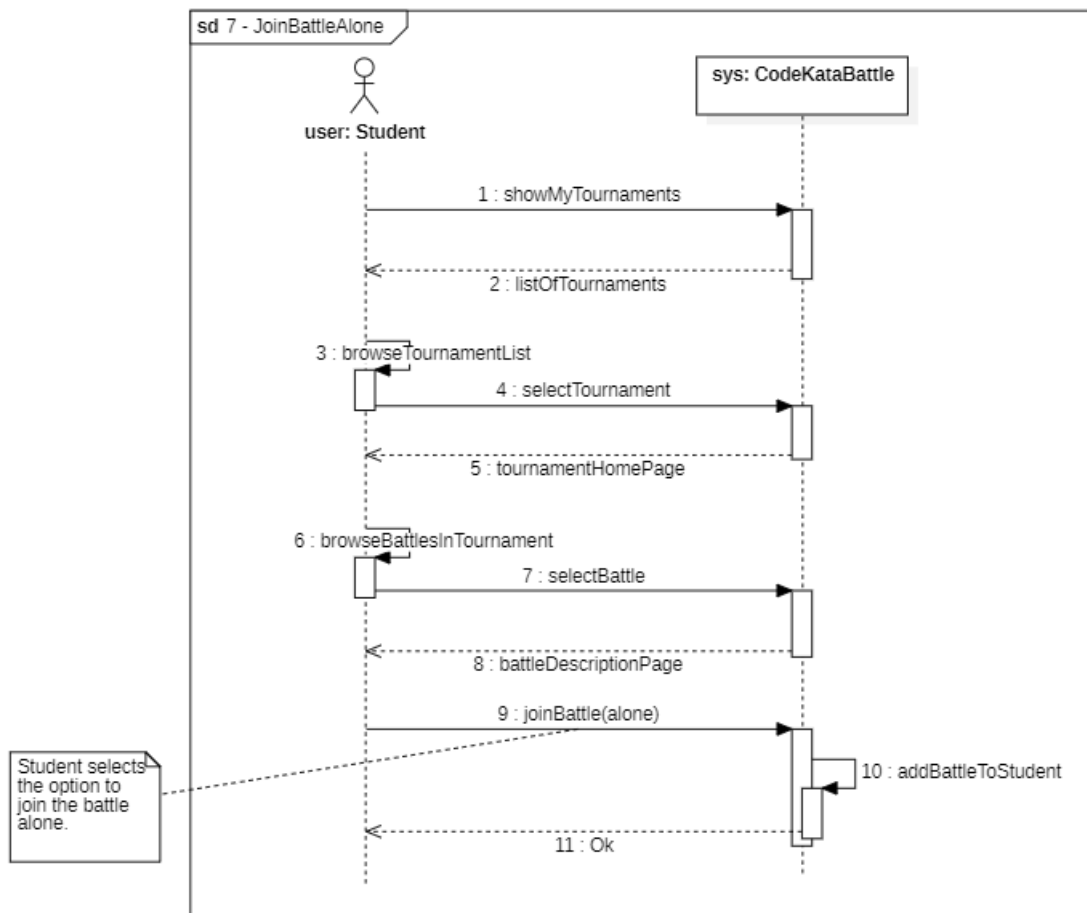 sd 7 - JoinBattleAlone
sys: CodeKataBattle
user: Student
1 : showMyTournaments
2 : listOfTournaments
3 : browseTournamentList
4 : selectTournament
5 : tournamentHomePage
6 : browseBattlesInTournament
7 : selectBattle
8 : battleDescriptionPage
9 : joinBattle(alone)
Student selects
the option to
join the battle
alone.
10 : addBattleToStudent
11 : Ok